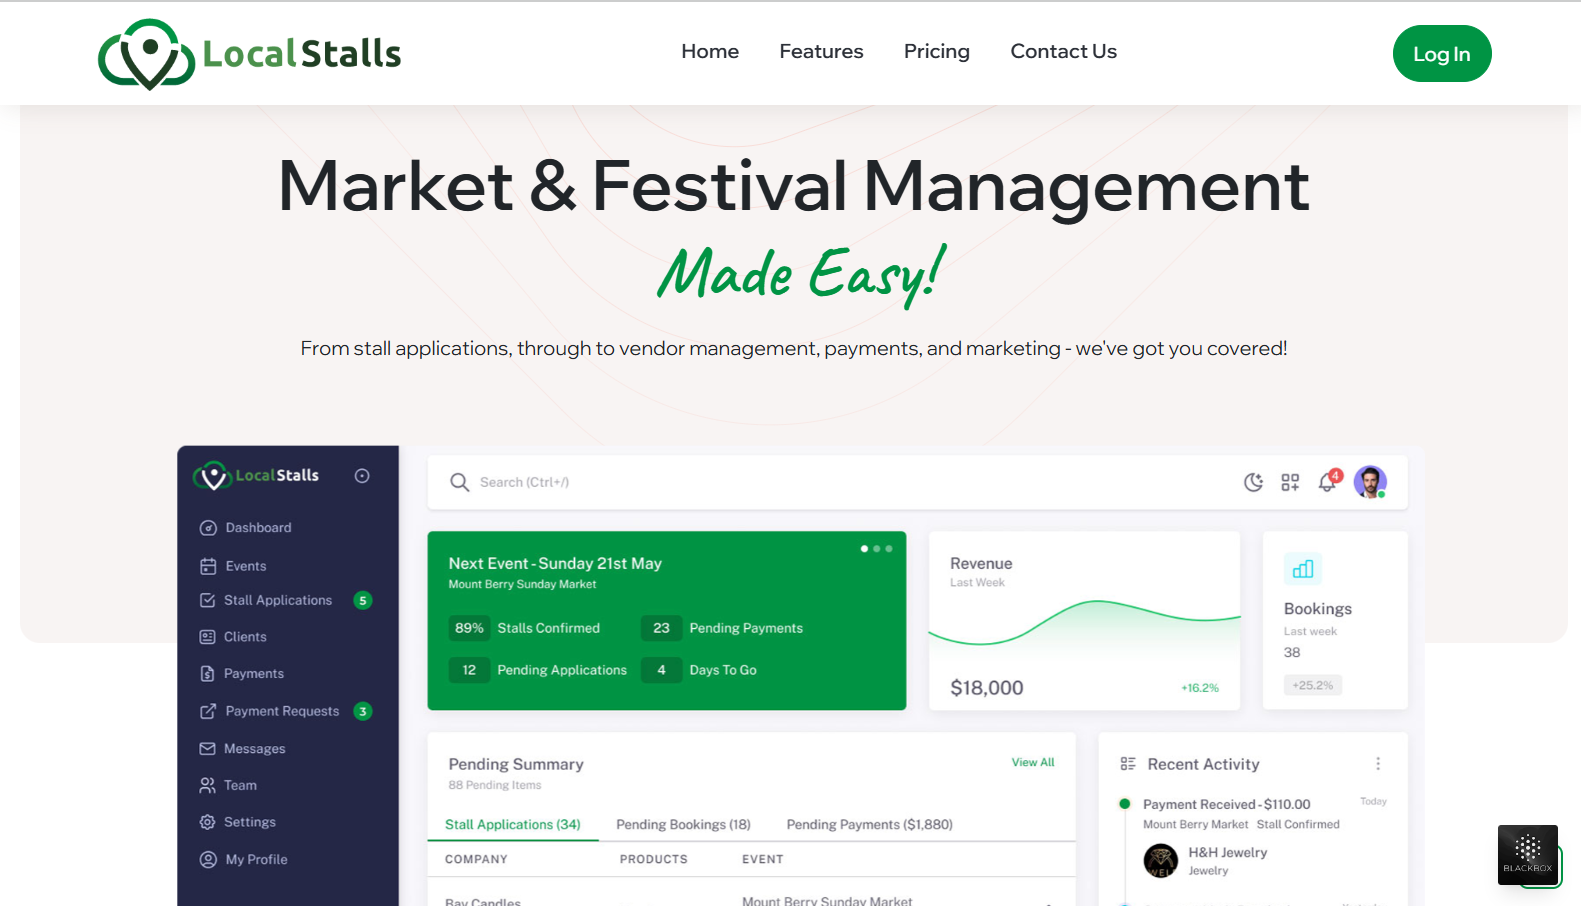 LocalStalls
Home
Features
Pricing
Contact Us
Log In
Market & Festival Management
Made Easy!
From stall applications, through to vendor management, payments, and marketing - we've got you covered!
LocalStalls
Dashboard
Events
Stall Applications 5
Clients
Payments
Payment Requests 3
Messages
Team
Settings
My Profile
Search (Ctrl+/)
4
Next Event - Sunday 21st May
Mount Berry Sunday Market
89% Stalls Confirmed
23 Pending Payments
12 Pending Applications
4 Days To Go
Revenue
Last Week
$18,000
+16.2%
Bookings
Last week
38
+25.2%
Pending Summary
View All
88 Pending Items
Stall Applications (34)
Pending Bookings (18)
Pending Payments ($1,880)
COMPANY
PRODUCTS
EVENT
Bay Candles
Mount Berry Sunday Market
Recent Activity
Payment Received - $110.00
Today
Mount Berry Market Stall Confirmed
H&H Jewelry
Jewelry
BLACKBOX